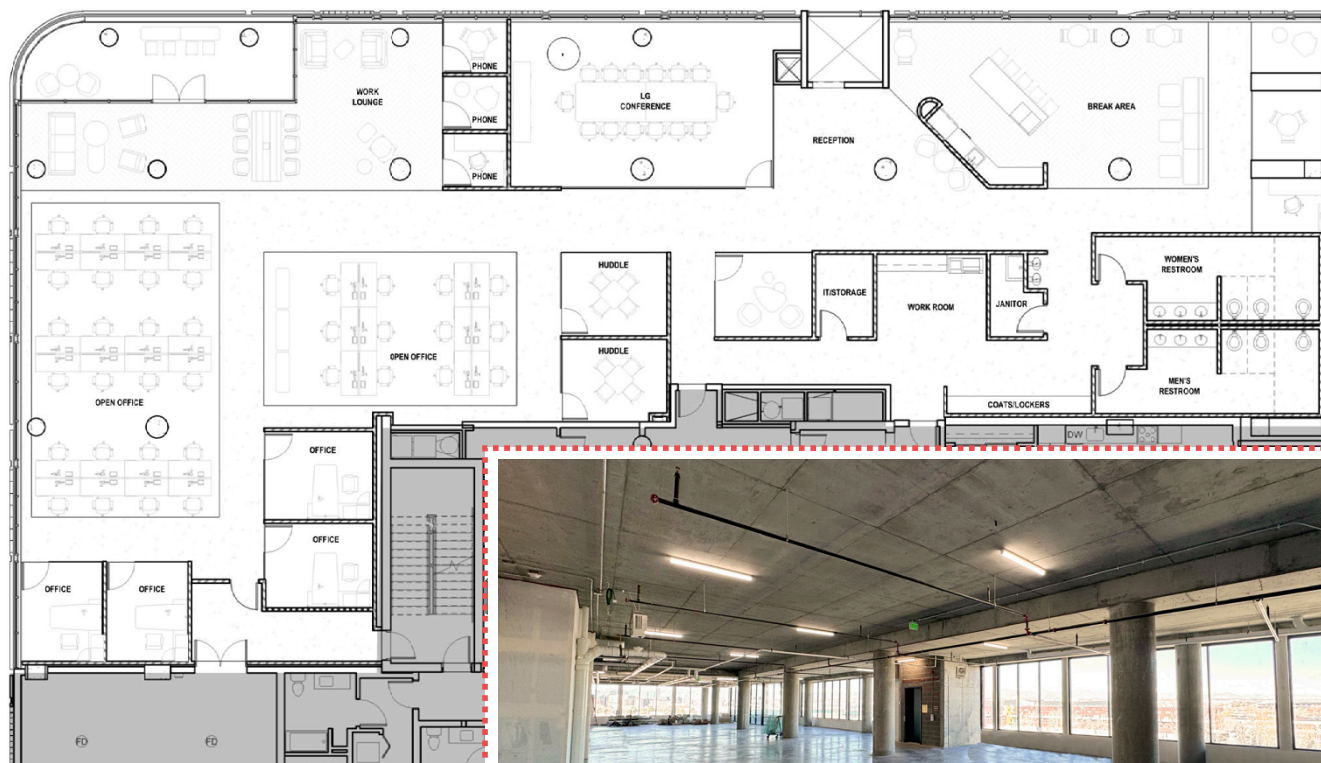 PHONE
WORK
LOUNGE
LG
CONFERENCE
BREAK AREA
PHONE
RECEPTION
PHONE
HUDDLE
WOMEN'S
RESTROOM
IT/STORAGE
WORK ROOM
JANITOR
OPEN OFFICE
HUDDLE
MEN'S
RESTROOM
OPEN OFFICE
COATS/LOCKERS
DW
OFFICE
OFFICE
OFFICE
OFFICE
FD
FD